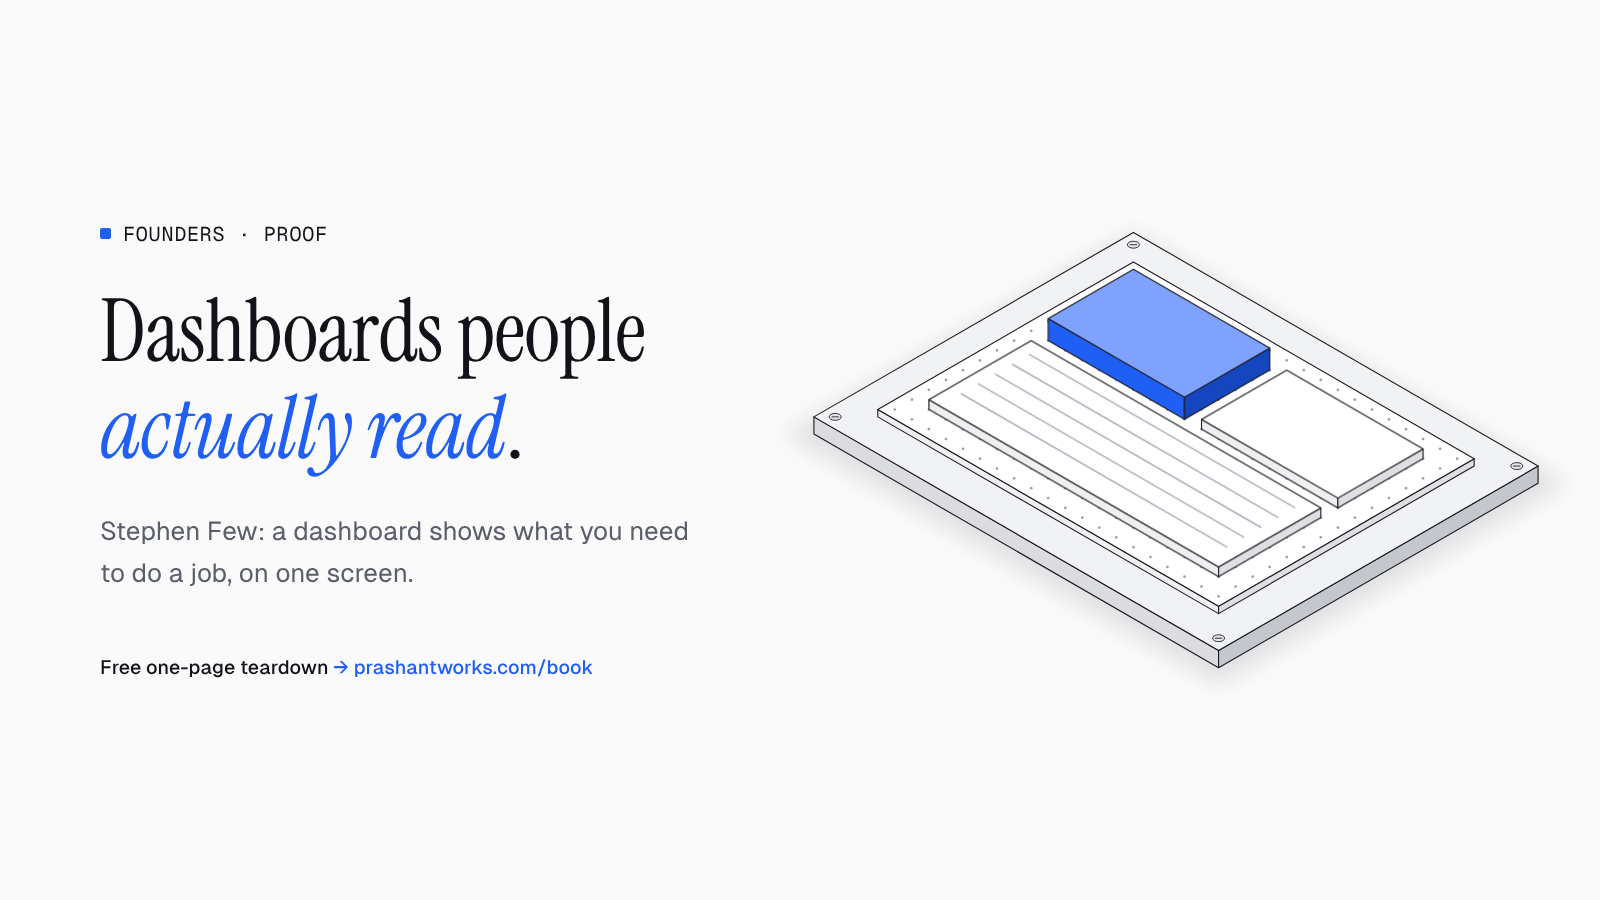 FOUNDERS · PROOF
Dashboards people
actually read.
Stephen Few: a dashboard shows what you need
to do a job, on one screen.
Free one-page teardown → prashantworks.com/book